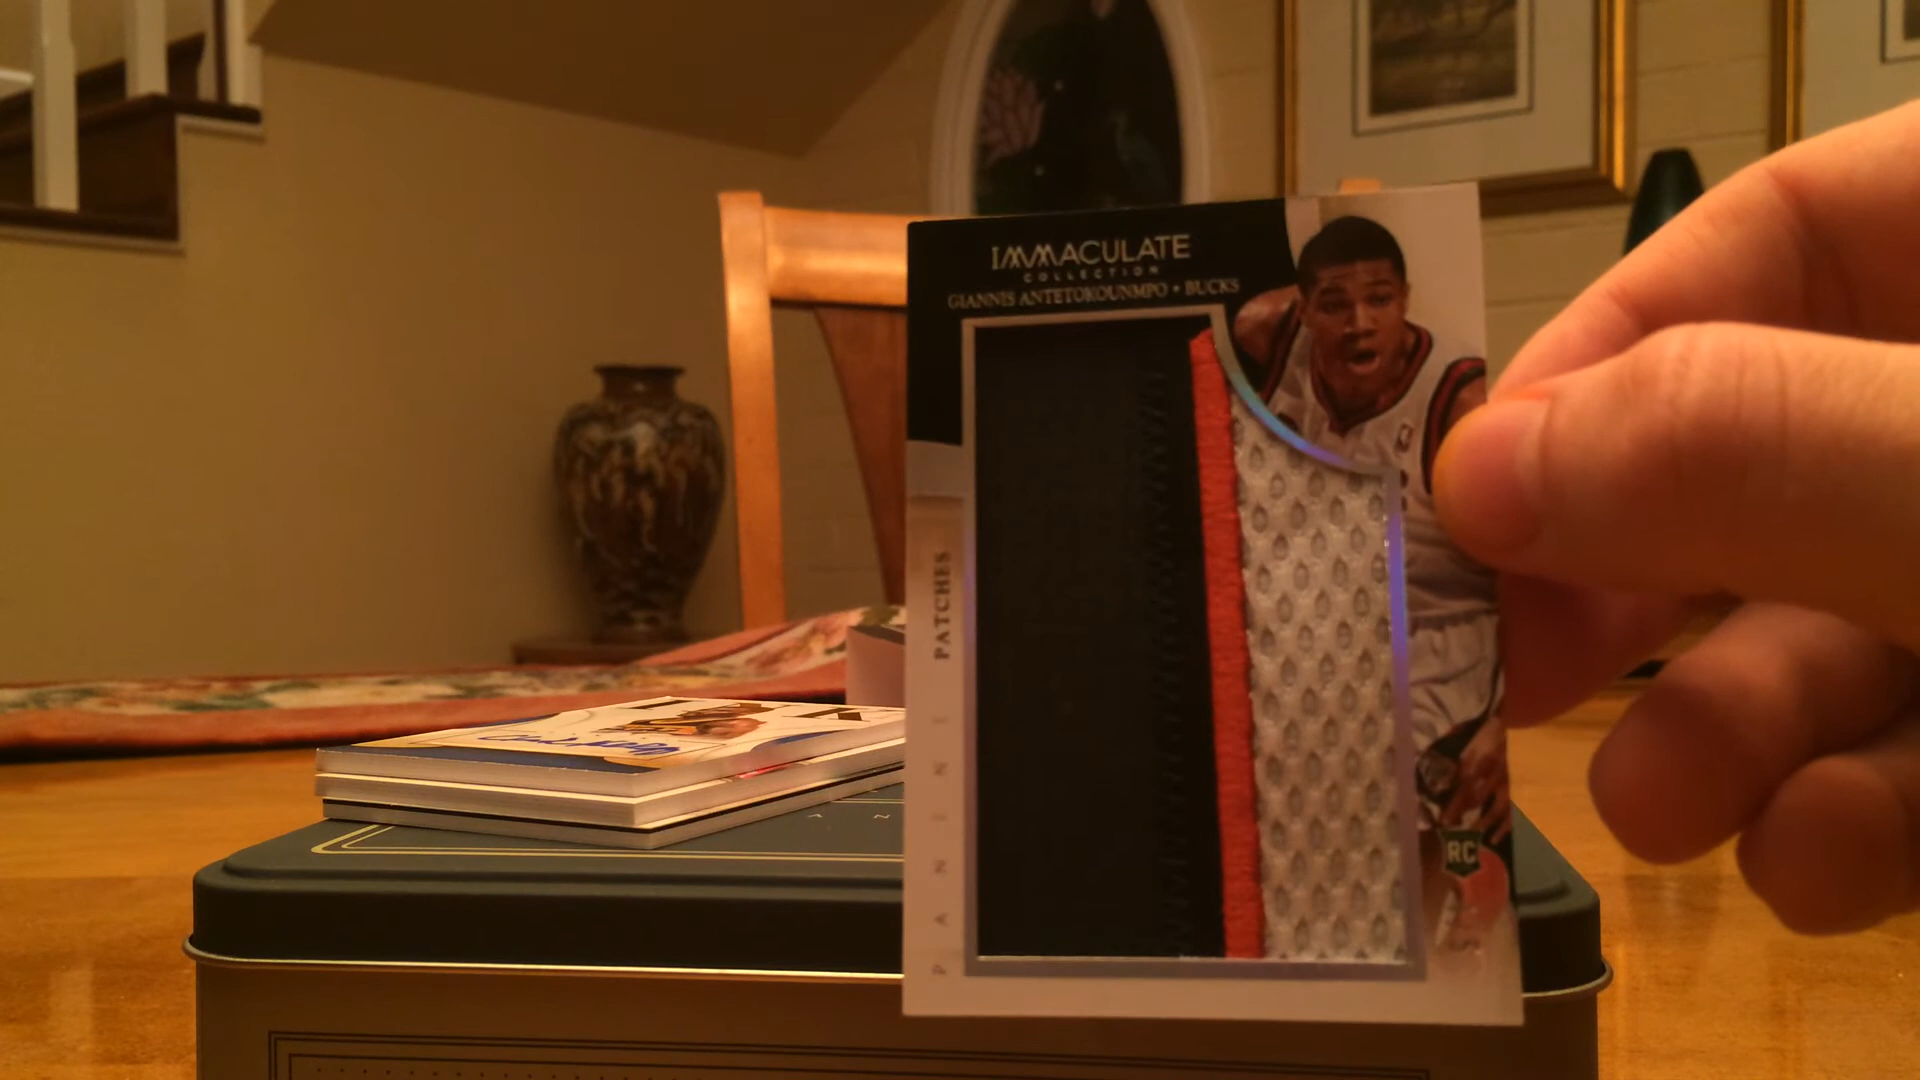 IMMACULATE
COLLECTION
GIANNIS ANTETOKOUNMPO • BUCKS
PANINI PATCHES
RC